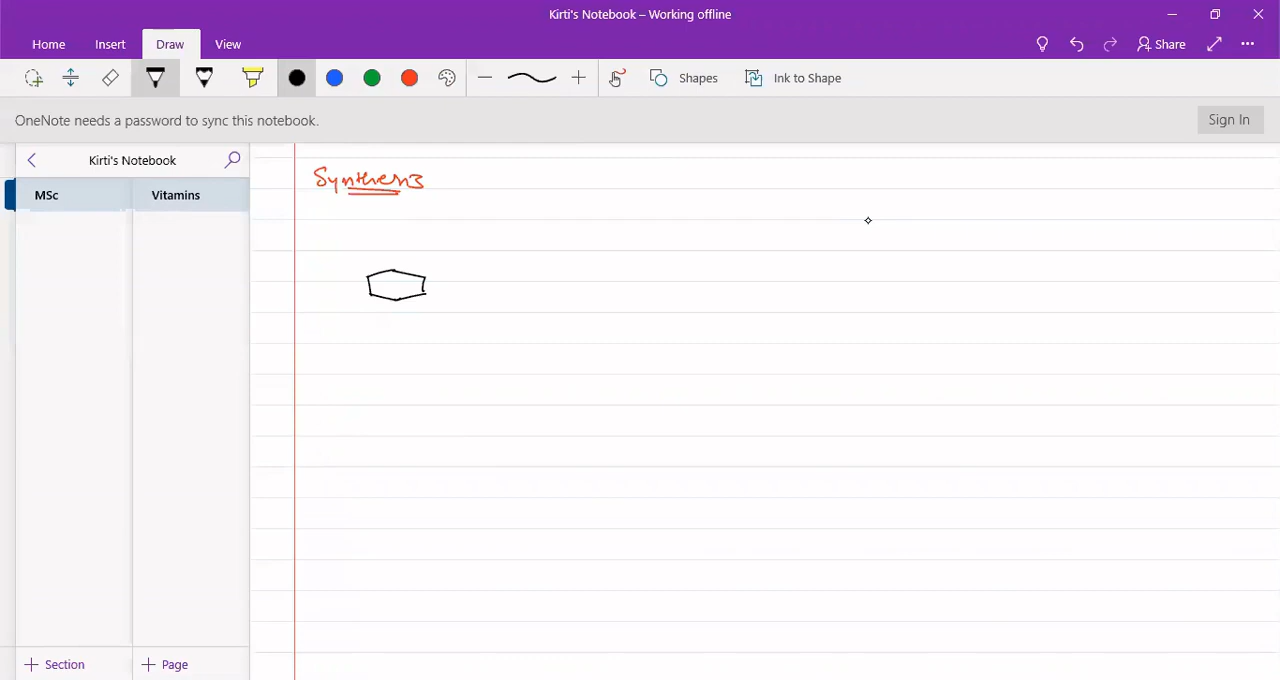 Kirti's Notebook – Working offline
Home Insert Draw View
Share
Shapes Ink to Shape
OneNote needs a password to sync this notebook.
Sign In
Kirti's Notebook
MSc Vitamins
Synthesis
Section Page